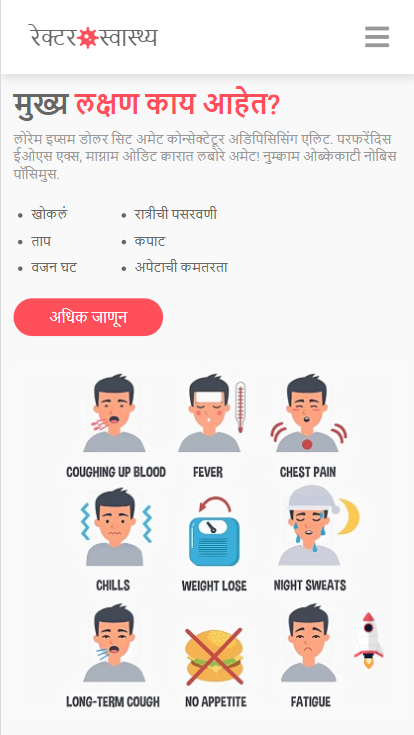 रेक्टर स्वास्थ्य
मुख्य लक्षण काय आहेत?
लोरेम इप्सम डोलर सिट अमेट कोन्सेक्टेटूर अडिपिसिसिंग एलिट. परफरेंदिस
ईओएस एक्स, माग्नाम ओडिट क्वारात लबोरे अमेट! नुम्क्वाम ओब्केकाटी नोबिस
पॉसिमुस.
खोकलं
रात्रीची पसरवणी
ताप
कपाट
वजन घट
अपेटाची कमतरता
अधिक जाणून
COUGHING UP BLOOD
FEVER
CHEST PAIN
CHILLS
WEIGHT LOSE
NIGHT SWEATS
LONG-TERM COUGH
NO APPETITE
FATIGUE